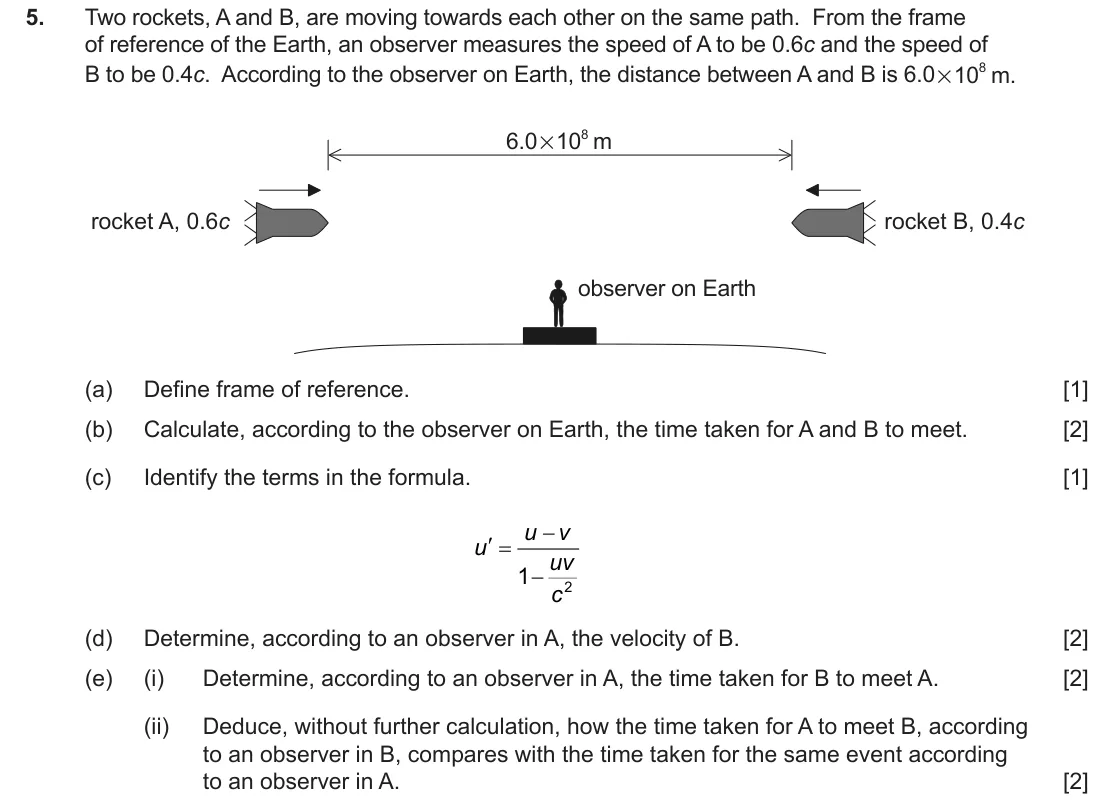 5. Two rockets, A and B, are moving towards each other on the same path. From the frame
of reference of the Earth, an observer measures the speed of A to be 0.6c and the speed of
B to be 0.4c. According to the observer on Earth, the distance between A and B is 6.0×10⁸ m.
6.0×10⁸ m
rocket A, 0.6c
rocket B, 0.4c
observer on Earth
(a) Define frame of reference. [1]
(b) Calculate, according to the observer on Earth, the time taken for A and B to meet. [2]
(c) Identify the terms in the formula. [1]
u′ = (u − v) / (1 − uv/c²)
(d) Determine, according to an observer in A, the velocity of B. [2]
(e) (i) Determine, according to an observer in A, the time taken for B to meet A. [2]
(ii) Deduce, without further calculation, how the time taken for A to meet B, according
to an observer in B, compares with the time taken for the same event according
to an observer in A. [2]